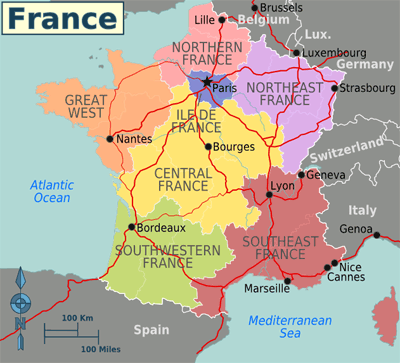 France
Brussels
Belgium
Lille
Lux.
Luxembourg
Germany
NORTHERN
FRANCE
Paris
NORTHEAST
FRANCE
Strasbourg
GREAT
WEST
ILE DE
FRANCE
Nantes
Bourges
Switzerland
Geneva
CENTRAL
FRANCE
Lyon
Atlantic
Ocean
Italy
Genoa
Bordeaux
SOUTHWESTERN
FRANCE
SOUTHEAST
FRANCE
Nice
Cannes
Marseille
100 Km
100 Miles
Spain
Mediterranean
Sea